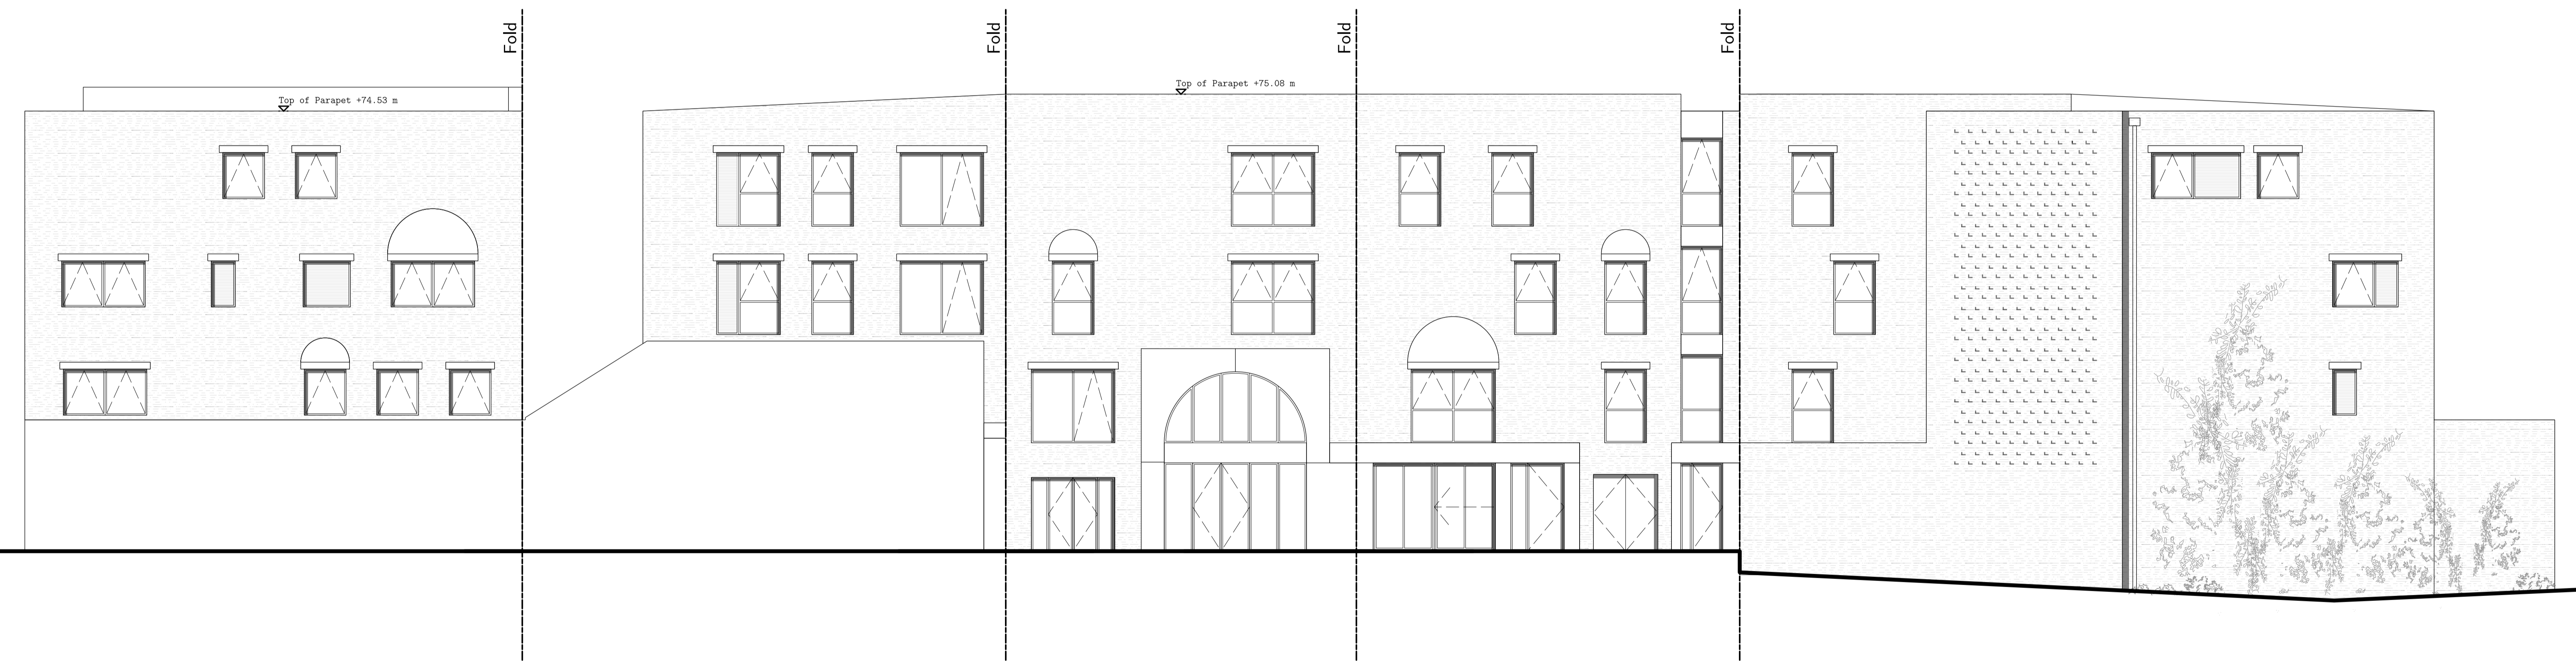 Fold
Fold
Fold
Fold
Top of Parapet +74.53 m
Top of Parapet +75.08 m